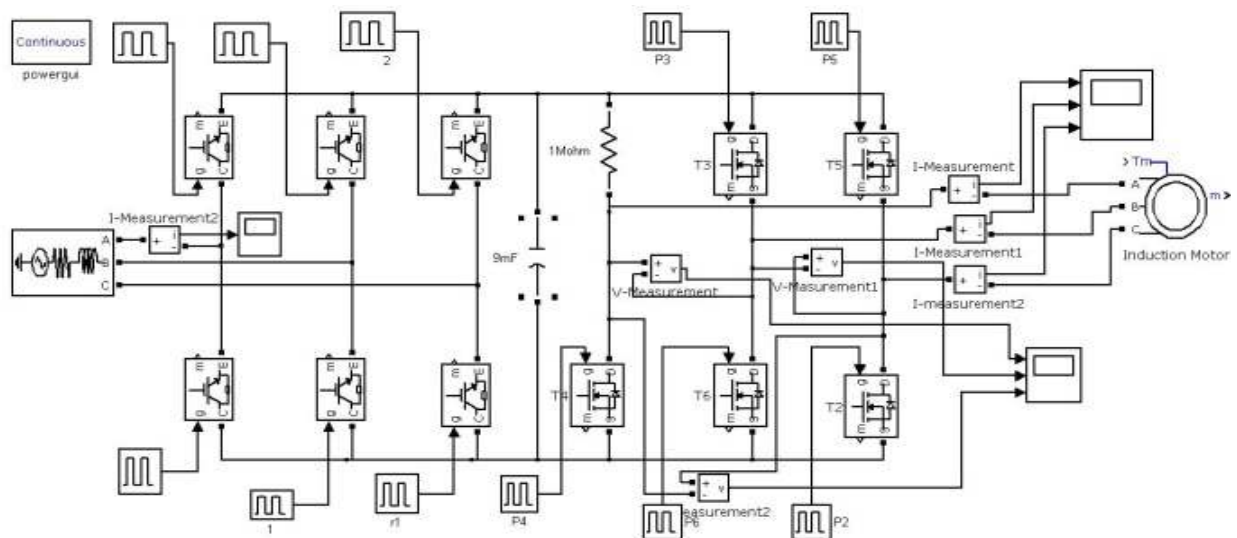 Continuous
powergui
2
P3
P5
m
E
g
C
m
E
g
C
m
E
g
C
1Mohm
T3
g
D
m
S
T5
g
D
m
S
I-Measurement
+
-
i
Tm
m
A
B
C
Induction Motor
I-Measurement2
+
-
i
A
B
C
9mF
+
-
v
V-Measurement
+
-
v
V-Masurement1
+
-
i
I-Measurement1
+
-
i
I-measurement2
m
E
g
C
m
E
g
C
m
E
g
C
T4
g
D
m
S
T6
g
D
m
S
T2
g
D
m
S
1
r1
P4
+
-
v
easurement2
P6
P2